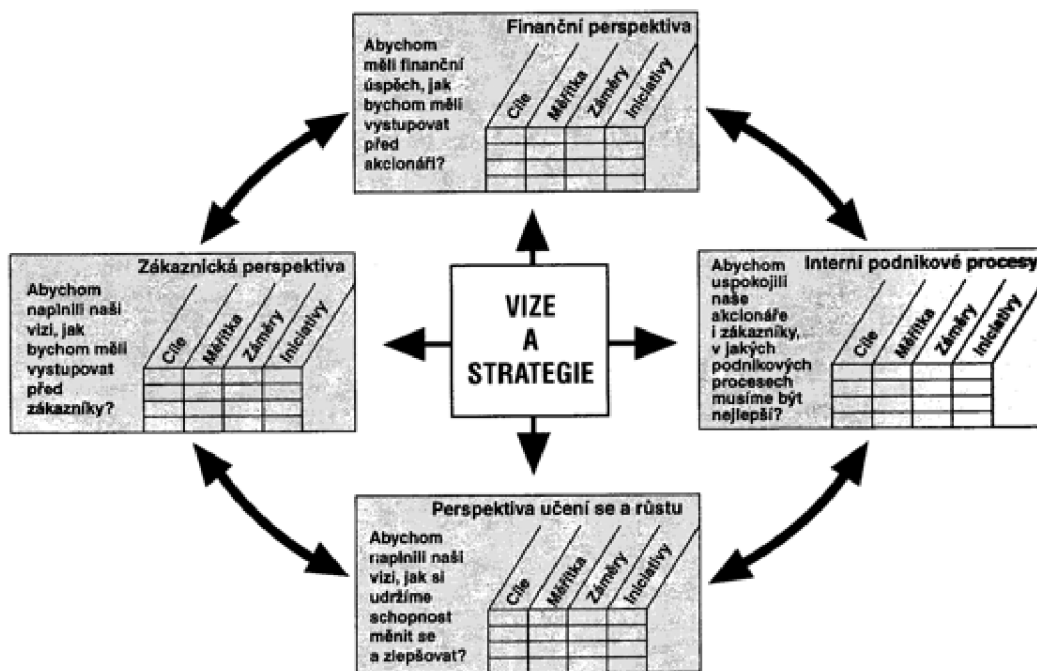 Finanční perspektiva
Abychom
měli finanční
úspěch, jak
bychom měli
vystupovat
před
akcionáři?
Cíle
Měřítka
Záměry
Iniciativy
Zákaznická perspektiva
Abychom
naplnili naši
vizi, jak
bychom měli
vystupovat
před
zákazníky?
Cíle
Měřítka
Záměry
Iniciativy
VIZE
A
STRATEGIE
Interní podnikové procesy
Abychom
uspokojili
naše
akcionáře
i zákazníky,
v jakých
podnikových
procesech
musíme být
nejlepší?
Cíle
Měřítka
Záměry
Iniciativy
Perspektiva učení se a růstu
Abychom
naplnili naši
vizi, jak si
udržíme
schopnost
měnit se
a zlepšovat?
Cíle
Měřítka
Záměry
Iniciativy